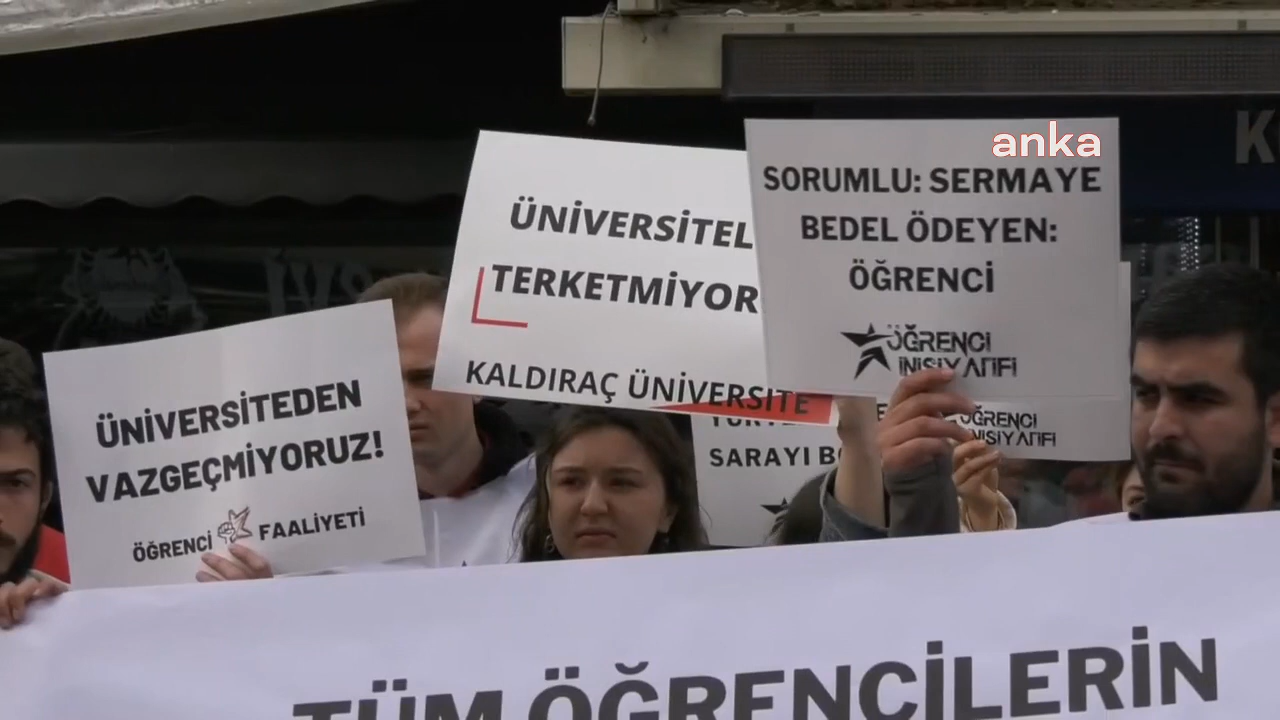 anka
SORUMLU: SERMAYE
BEDEL ÖDEYEN:
ÖĞRENCİ
ÖĞRENCİ
İNİSİYATİFİ
ÜNİVERSİTEL
TERKETMİYOR
KALDIRAÇ ÜNİVERSİTE
ÜNİVERSİTEDEN
VAZGEÇMİYORUZ!
ÖĞRENCİ FAALİYETİ
SARAYI
ÖĞRENCİ
İNİSİYATİFİ
TÜM ÖĞRENCİLERİN